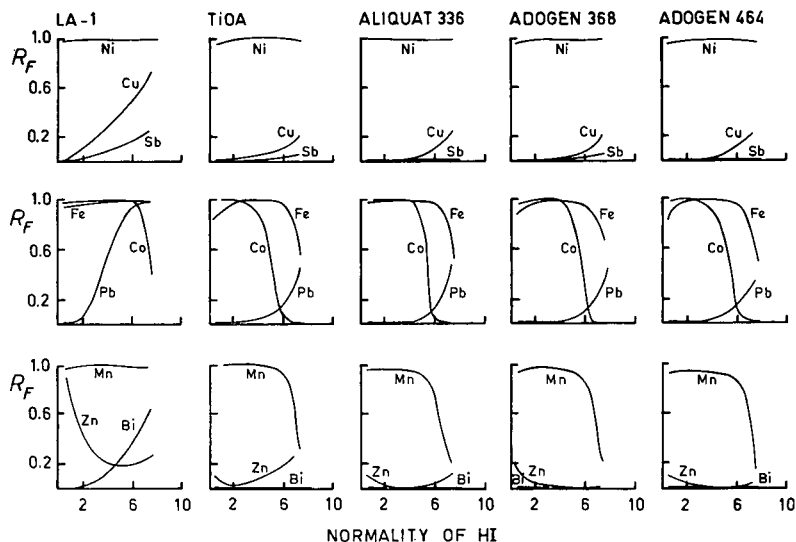 LA-1 TiOA ALIQUAT 336 ADOGEN 368 ADOGEN 464
1.0 Ni Ni Ni Ni Ni
R_F
0.6 Cu Cu Cu Cu Cu
0.2 Sb Sb Sb Sb Sb
1.0 Fe Fe Fe Fe Fe
R_F
0.6 Co Co Co Co Co
0.2 Pb Pb Pb Pb Pb
1.0 Mn Mn Mn Mn Mn
R_F
0.6 Zn Bi
0.2 Zn Bi Zn Bi Bi Zn Zn Bi
2 6 10 2 6 10 2 6 10 2 6 10 2 6 10
NORMALITY OF HI